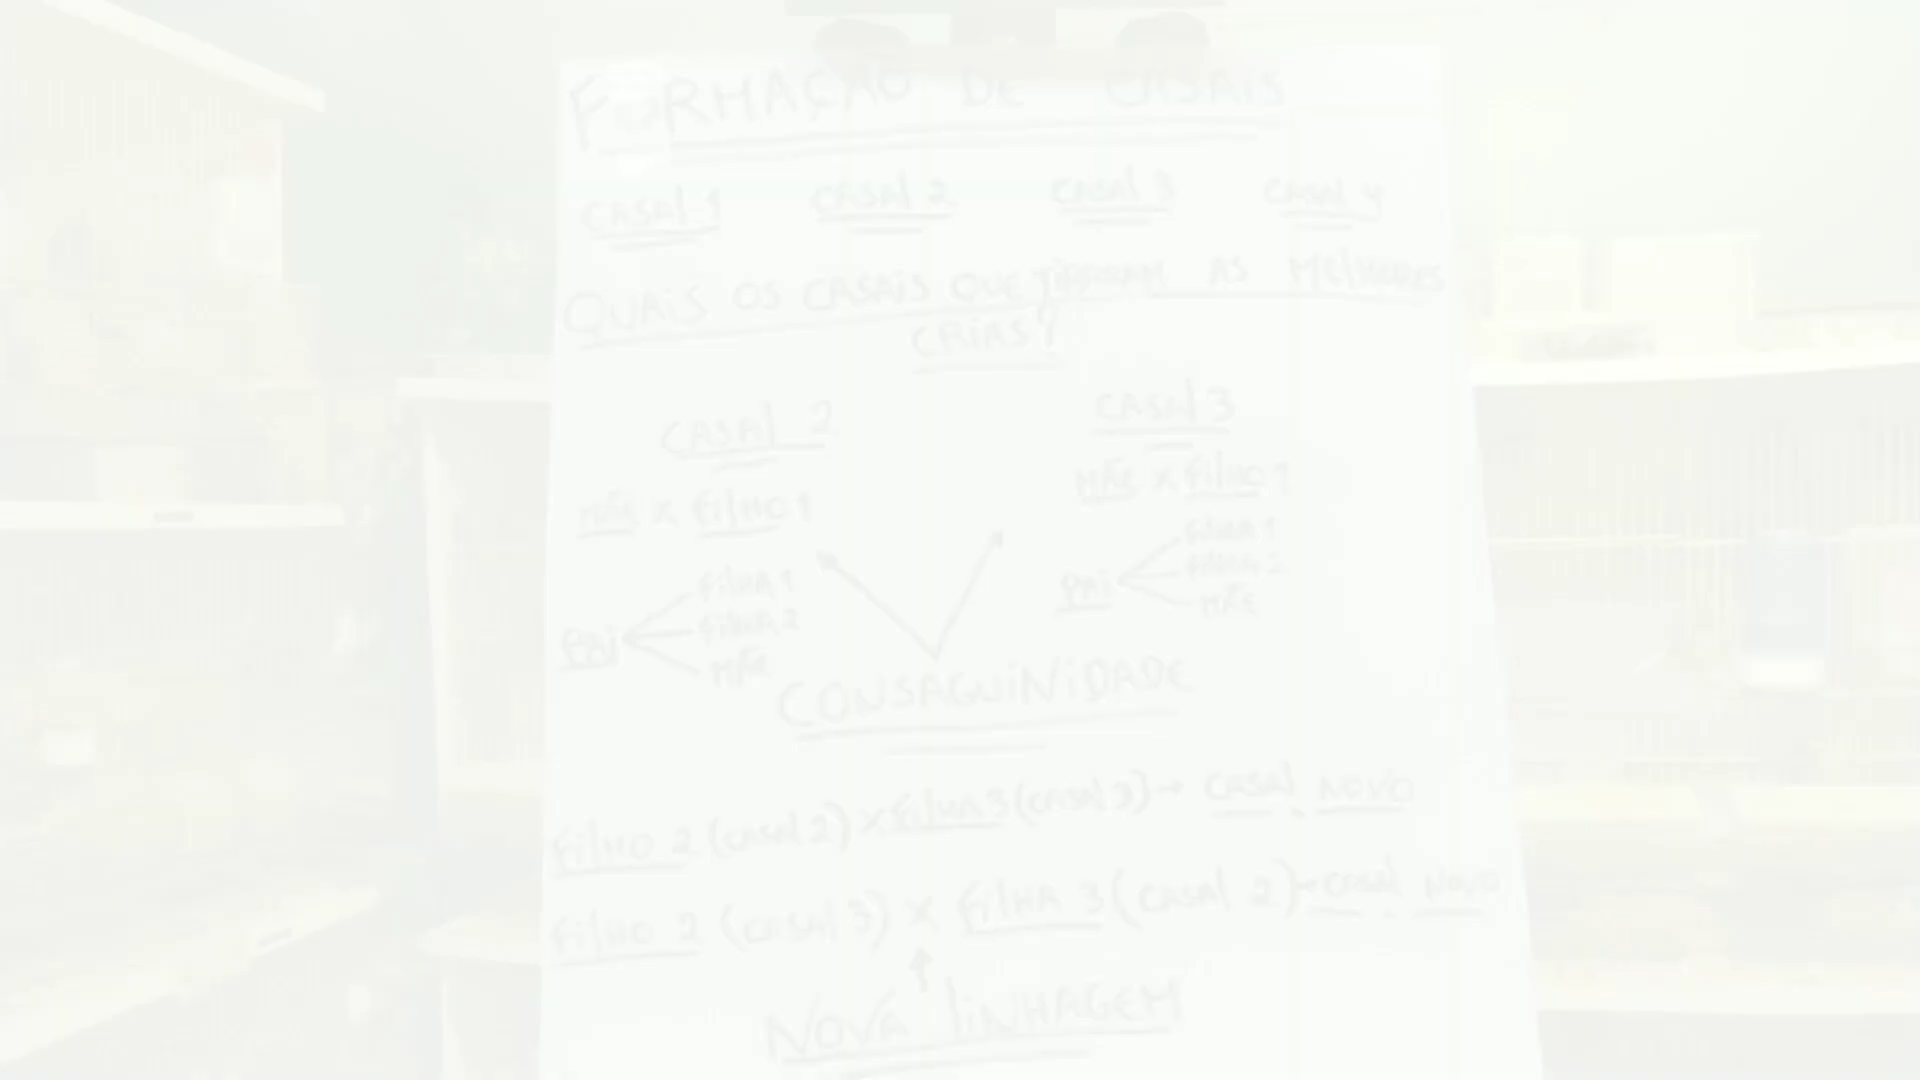 FORMAÇÃO DE CASAIS
CASAL 1 CASAL 2 CASAL 3 CASAL 4
QUAIS OS CASAIS QUE TIRARAM AS MELHORES
CRIAS?
CASAL 2 CASAL 3
MÃE X FILHO 1 MÃE X FILHO 1
PAI FILHA 1 FILHA 2 MÃE
PAI FILHA 1 FILHA 2 MÃE
CONSAGUINIDADE
FILHO 2 (CASAL 2) X FILHA 3 (CASAL 3) → CASAL NOVO
FILHO 2 (CASAL 3) X FILHA 3 (CASAL 2) → CASAL NOVO
NOVA LINHAGEM